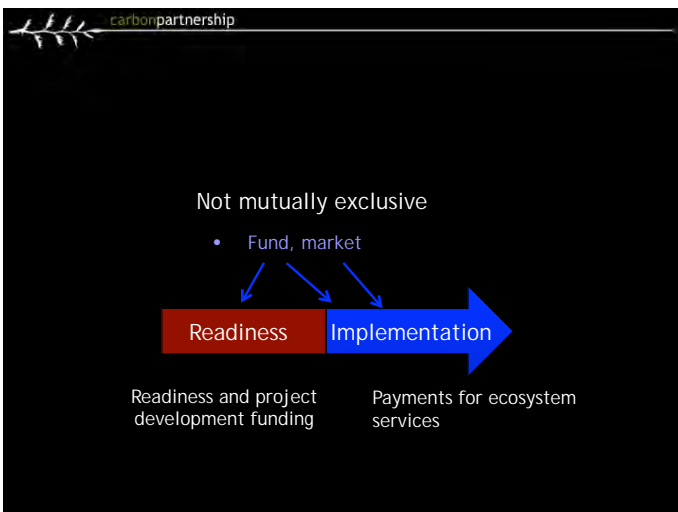 carbonpartnership
Not mutually exclusive
• Fund, market
Readiness
Implementation
Readiness and project
development funding
Payments for ecosystem
services